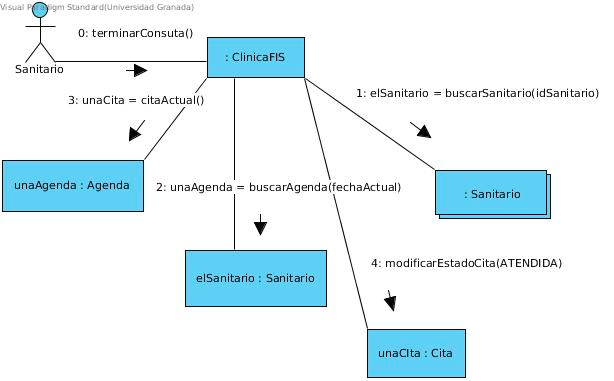 Visual Paradigm Standard(Universidad Granada)
0: terminarConsuta()
: ClinicaFIS
Sanitario
3: unaCita = citaActual()
1: elSanitario = buscarSanitario(idSanitario)
unaAgenda : Agenda
2: unaAgenda = buscarAgenda(fechaActual)
: Sanitario
4: modificarEstadoCita(ATENDIDA)
elSanitario : Sanitario
unaCIta : Cita